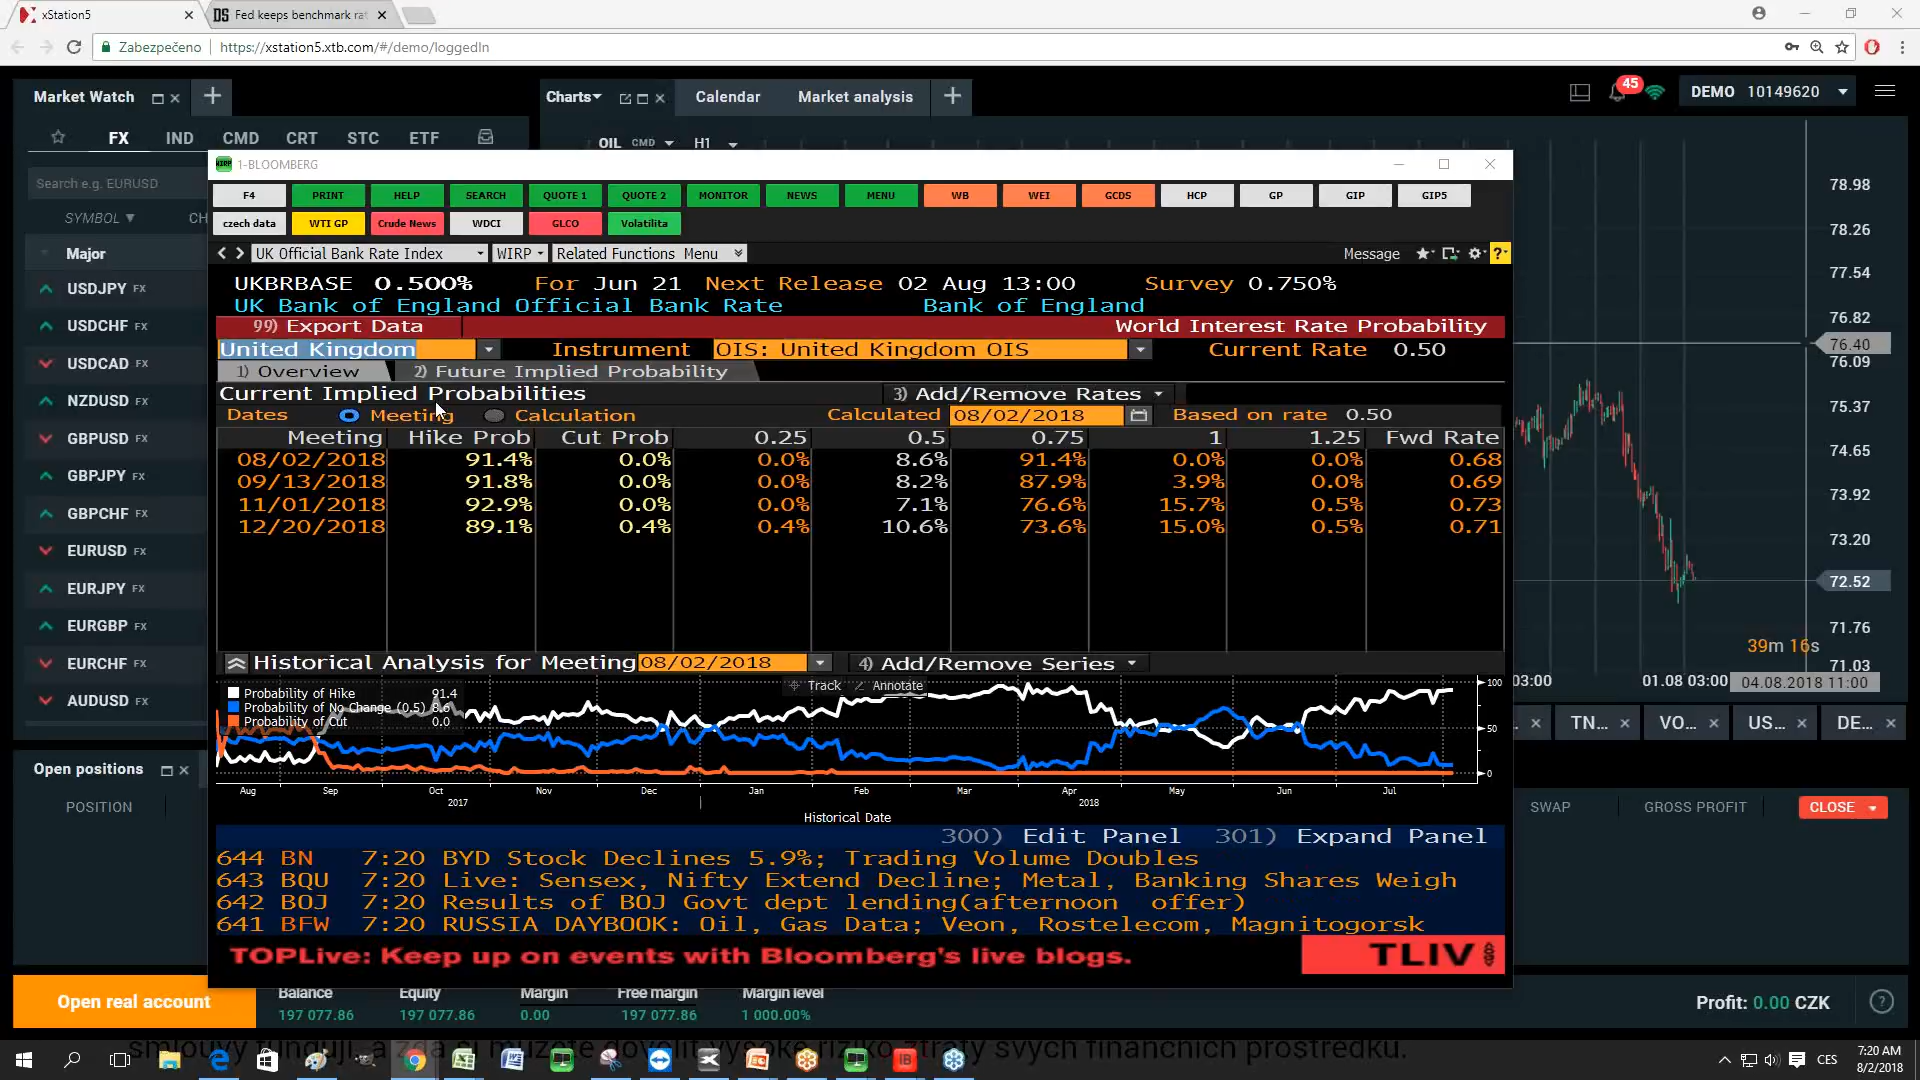 xStation5
DS Fed keeps benchmark rat
Zabezpečeno https://xstation5.xtb.com/#/demo/loggedIn
Market Watch
Charts
Calendar
Market analysis
45
DEMO 10149620
FX IND CMD CRT STC ETF
OIL CMD H1
Search e.g. EURUSD
SYMBOL CH
Major
USDJPY FX
USDCHF FX
USDCAD FX
NZDUSD FX
GBPUSD FX
GBPJPY FX
GBPCHF FX
EURUSD FX
EURJPY FX
EURGBP FX
EURCHF FX
AUDUSD FX
1-BLOOMBERG
F4 PRINT HELP SEARCH QUOTE 1 QUOTE 2 MONITOR NEWS MENU WB WEI GCDS HCP GP GIP GIP5
czech data WTI GP Crude News WDCI GLCO Volatilita
UK Official Bank Rate Index WIRP Related Functions Menu Message ?
UKBRBASE 0.500% For Jun 21 Next Release 02 Aug 13:00 Survey 0.750%
UK Bank of England Official Bank Rate Bank of England
99) Export Data World Interest Rate Probability
United Kingdom Instrument OIS: United Kingdom OIS Current Rate 0.50
1) Overview 2) Future Implied Probability
Current Implied Probabilities 3) Add/Remove Rates
Dates Meeting Calculation Calculated 08/02/2018 Based on rate 0.50
Meeting Hike Prob Cut Prob 0.25 0.5 0.75 1 1.25 Fwd Rate
08/02/2018 91.4% 0.0% 0.0% 8.6% 91.4% 0.0% 0.0% 0.68
09/13/2018 91.8% 0.0% 0.0% 8.2% 87.9% 3.9% 0.0% 0.69
11/01/2018 92.9% 0.0% 0.0% 7.1% 76.6% 15.7% 0.5% 0.73
12/20/2018 89.1% 0.4% 0.4% 10.6% 73.6% 15.0% 0.5% 0.71
Historical Analysis for Meeting 08/02/2018 4) Add/Remove Series
Track Annotate
Probability of Hike 91.4
Probability of No Change (0.5) 8.6
Probability of Cut 0.0
100
50
0
Aug Sep Oct Nov Dec Jan Feb Mar Apr May Jun Jul
2017 2018
Historical Date
300) Edit Panel 301) Expand Panel
644 BN 7:20 BYD Stock Declines 5.9%; Trading Volume Doubles
643 BQU 7:20 Live: Sensex, Nifty Extend Decline; Metal, Banking Shares Weigh
642 BOJ 7:20 Results of BOJ Govt dept lending(afternoon offer)
641 BFW 7:20 RUSSIA DAYBOOK: Oil, Gas Data; Veon, Rostelecom, Magnitogorsk
TOPLive: Keep up on events with Bloomberg's live blogs. TLIV
78.98
78.26
77.54
76.82
76.40
76.09
75.37
74.65
73.92
73.20
72.52
71.76
71.03
39m 16s
03:00 01.08 03:00 04.08.2018 11:00
TN... VO... US... DE...
Open positions
POSITION
SWAP GROSS PROFIT CLOSE
Open real account
Balance Equity Margin Free margin Margin level
197 077.86 197 077.86 0.00 197 077.86 1 000.00%
Profit: 0.00 CZK ?
CES
7:20 AM
8/2/2018